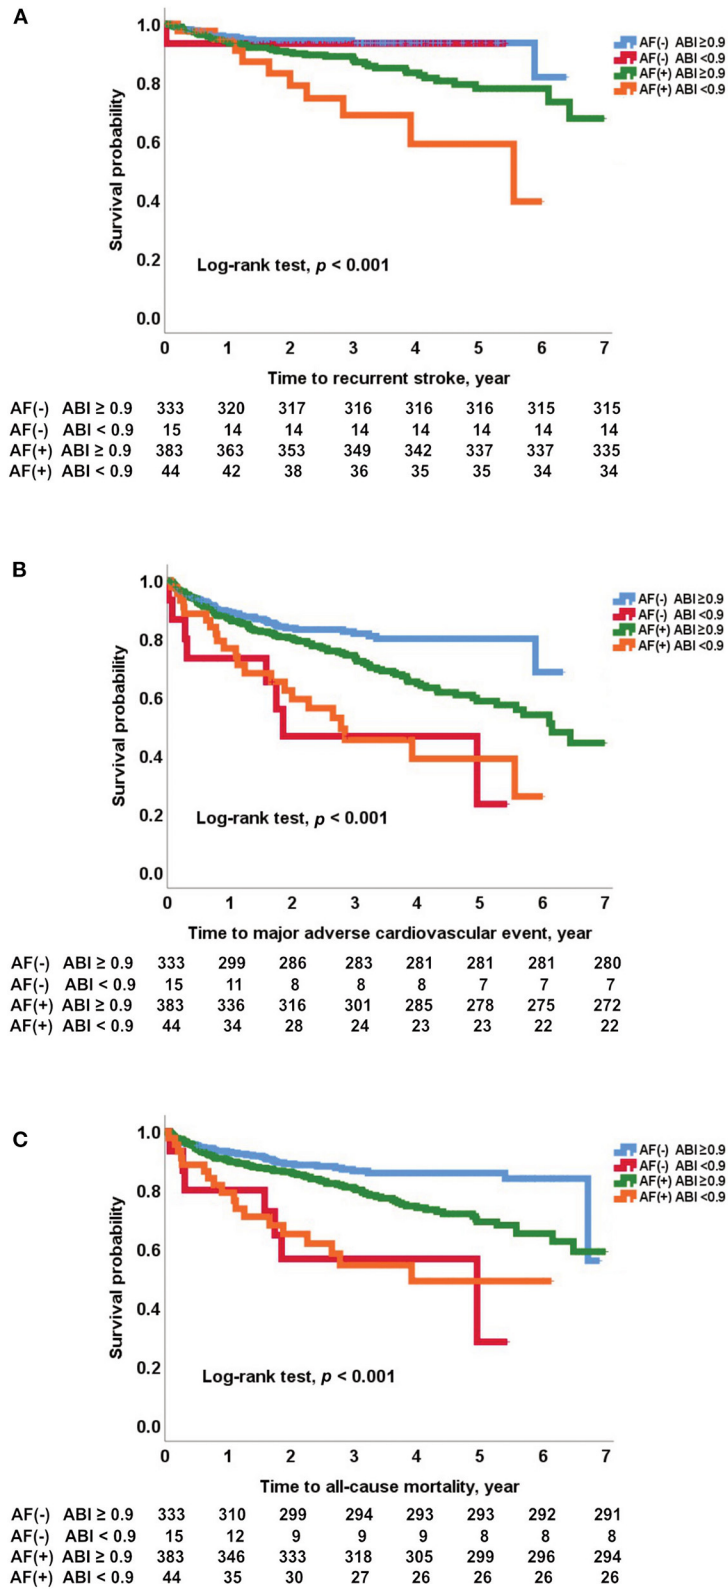 A
1.0
0.8
0.6
0.4
0.2
0.0
Survival probability
AF(-) ABI ≥0.9
AF(-) ABI <0.9
AF(+) ABI ≥0.9
AF(+) ABI <0.9
Log-rank test, p < 0.001
0 1 2 3 4 5 6 7
Time to recurrent stroke, year
AF(-) ABI ≥ 0.9 333 320 317 316 316 316 315 315
AF(-) ABI < 0.9 15 14 14 14 14 14 14 14
AF(+) ABI ≥ 0.9 383 363 353 349 342 337 337 335
AF(+) ABI < 0.9 44 42 38 36 35 35 34 34
B
1.0
0.8
0.6
0.4
0.2
0.0
Survival probability
AF(-) ABI ≥0.9
AF(-) ABI <0.9
AF(+) ABI ≥0.9
AF(+) ABI <0.9
Log-rank test, p < 0.001
0 1 2 3 4 5 6 7
Time to major adverse cardiovascular event, year
AF(-) ABI ≥ 0.9 333 299 286 283 281 281 281 280
AF(-) ABI < 0.9 15 11 8 8 8 7 7 7
AF(+) ABI ≥ 0.9 383 336 316 301 285 278 275 272
AF(+) ABI < 0.9 44 34 28 24 23 23 22 22
C
1.0
0.8
0.6
0.4
0.2
0.0
Survival probability
AF(-) ABI ≥0.9
AF(-) ABI <0.9
AF(+) ABI ≥0.9
AF(+) ABI <0.9
Log-rank test, p < 0.001
0 1 2 3 4 5 6 7
Time to all-cause mortality, year
AF(-) ABI ≥ 0.9 333 310 299 294 293 293 292 291
AF(-) ABI < 0.9 15 12 9 9 9 8 8 8
AF(+) ABI ≥ 0.9 383 346 333 318 305 299 296 294
AF(+) ABI < 0.9 44 35 30 27 26 26 26 26